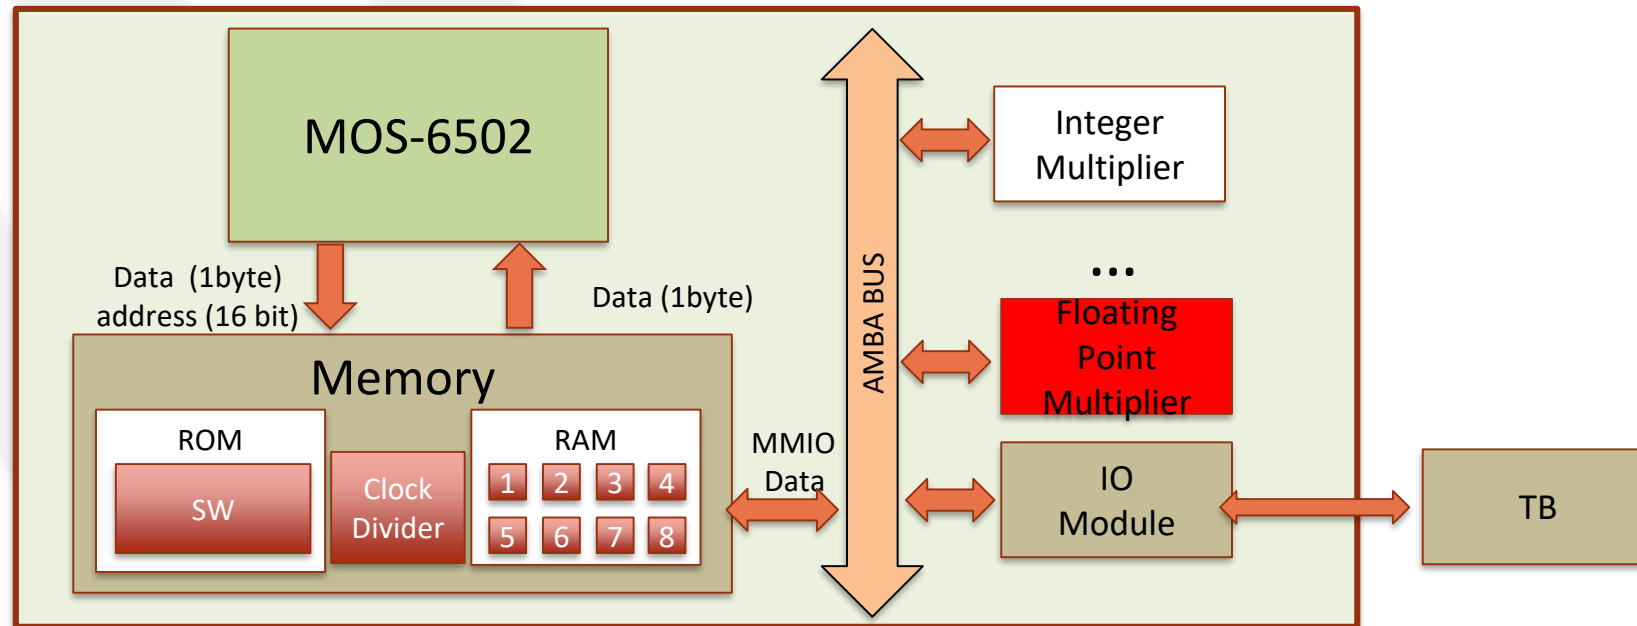 MOS-6502
Data (1byte)
address (16 bit)
Data (1byte)
Memory
ROM
SW
Clock
Divider
RAM
1 2 3 4
5 6 7 8
MMIO
Data
AMBA BUS
Integer
Multiplier
...
Floating
Point
Multiplier
IO
Module
TB